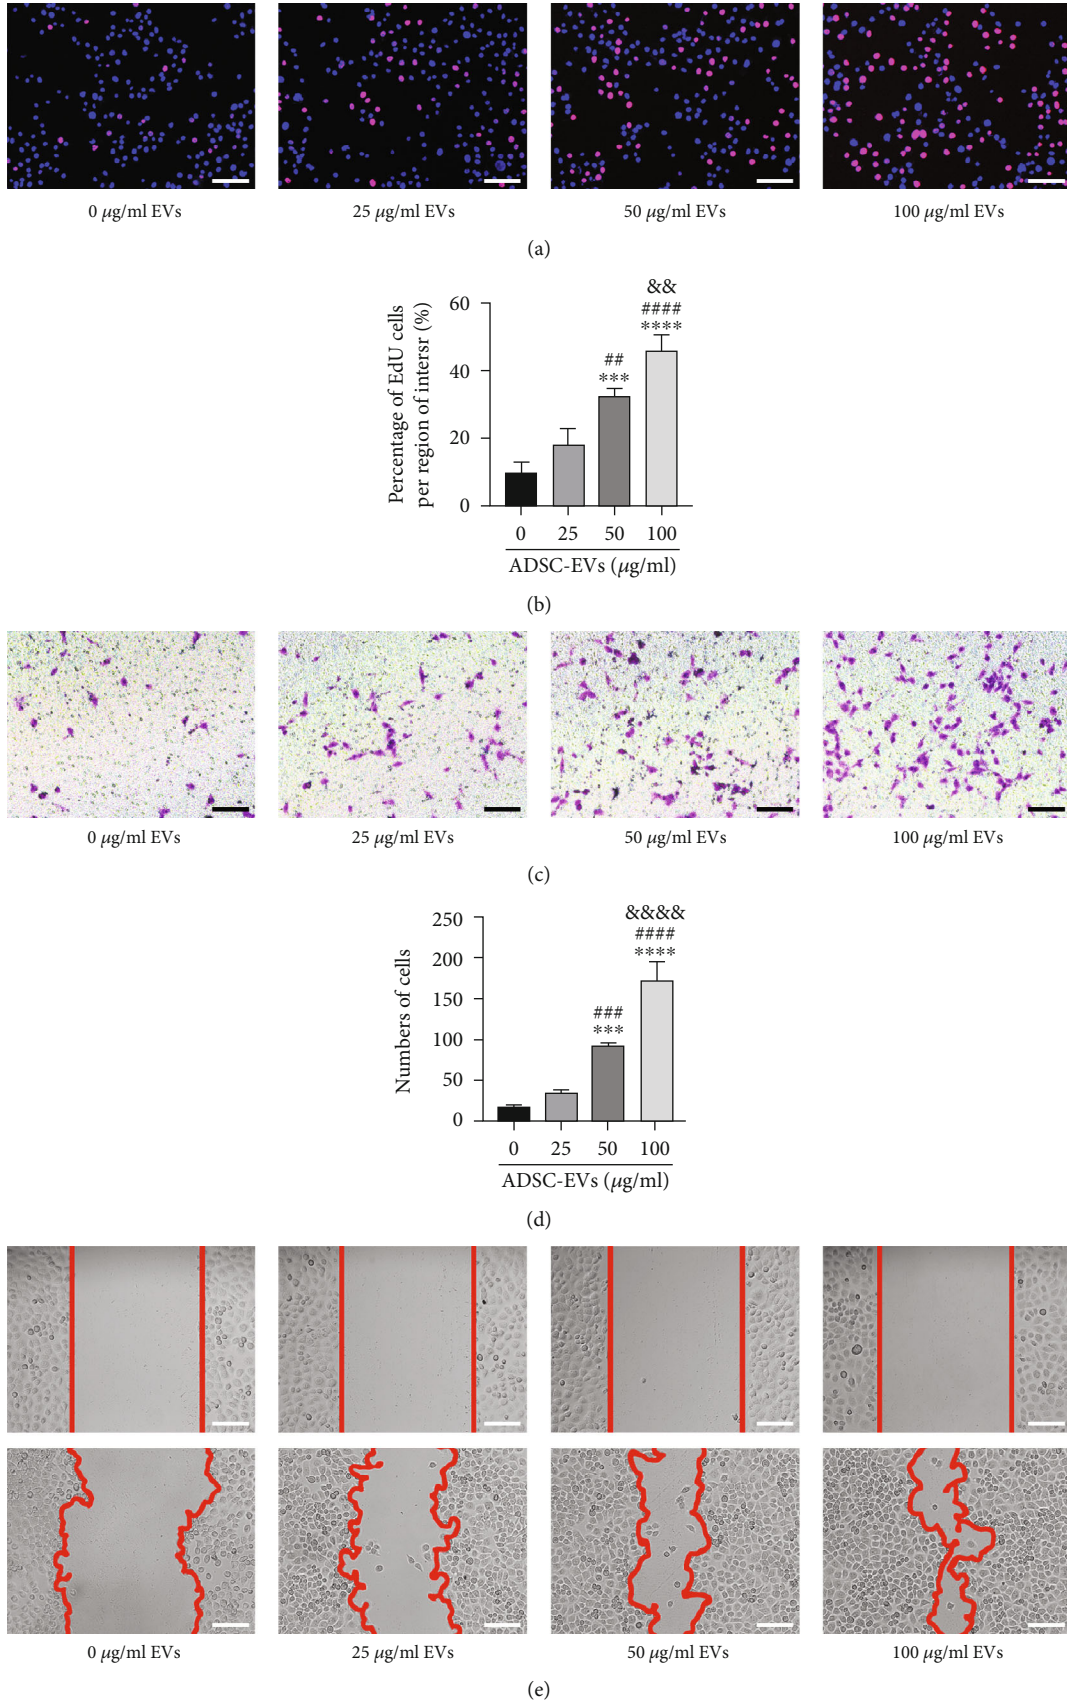 0 μg/ml EVs 25 μg/ml EVs 50 μg/ml EVs 100 μg/ml EVs
(a)
Percentage of EdU cells
per region of intersr (%)
60
40
20
0
&&
####
****
##
***
0 25 50 100
ADSC-EVs (μg/ml)
(b)
0 μg/ml EVs 25 μg/ml EVs 50 μg/ml EVs 100 μg/ml EVs
(c)
Numbers of cells
250
200
150
100
50
0
&&&&
####
****
###
***
0 25 50 100
ADSC-EVs (μg/ml)
(d)
0 μg/ml EVs 25 μg/ml EVs 50 μg/ml EVs 100 μg/ml EVs
(e)